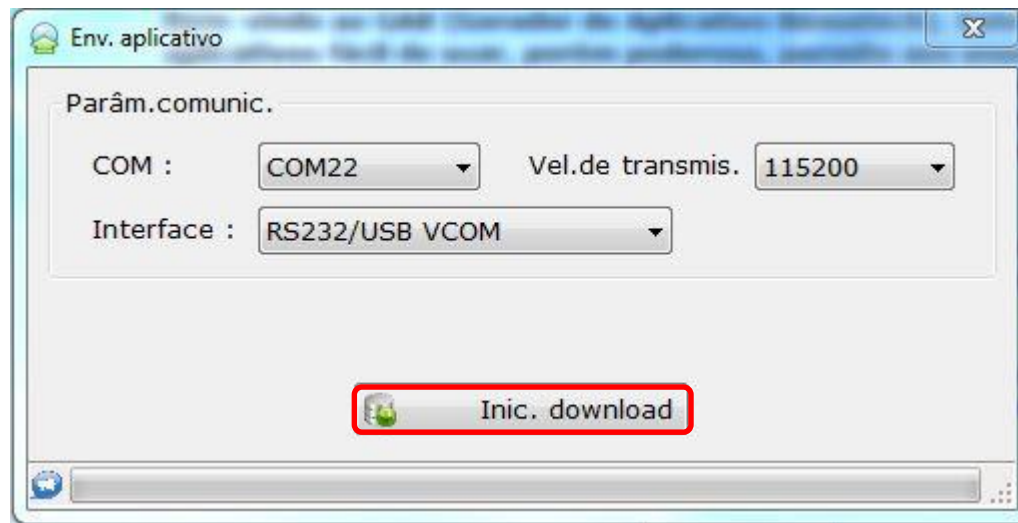 Env. aplicativo
Parâm.comunic.
COM : COM22 Vel.de transmis. 115200
Interface : RS232/USB VCOM
Inic. download